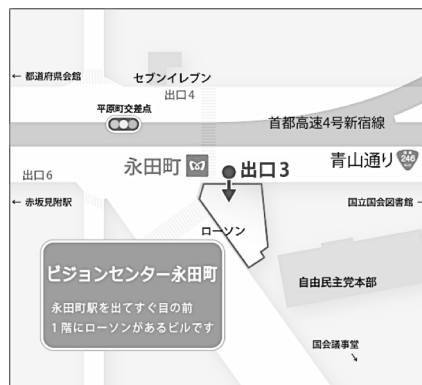 ← 都道府県会館
セブンイレブン
出口4
平原町交差点
首都高速4号新宿線
永田町
出口3
青山通り
246
出口6
← 赤坂見附駅
国立国会図書館 →
ローソン
ビジョンセンター永田町
永田町駅を出てすぐ目の前
1階にローソンがあるビルです
自由民主党本部
国会議事堂